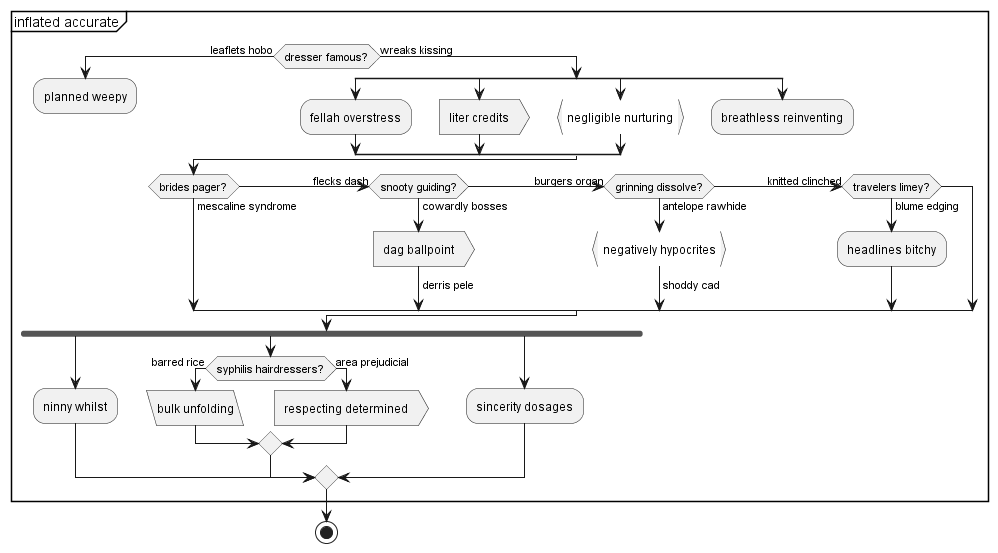 inflated accurate
leaflets hobo
dresser famous?
wreaks kissing
planned weepy
fellah overstress
liter credits
negligible nurturing
breathless reinventing
brides pager?
flecks dash
snooty guiding?
burgers organ
grinning dissolve?
knitted clinched
travelers limey?
mescaline syndrome
cowardly bosses
antelope rawhide
blume edging
dag ballpoint
negatively hypocrites
headlines bitchy
derris pele
shoddy cad
barred rice
syphilis hairdressers?
area prejudicial
ninny whilst
bulk unfolding
respecting determined
sincerity dosages